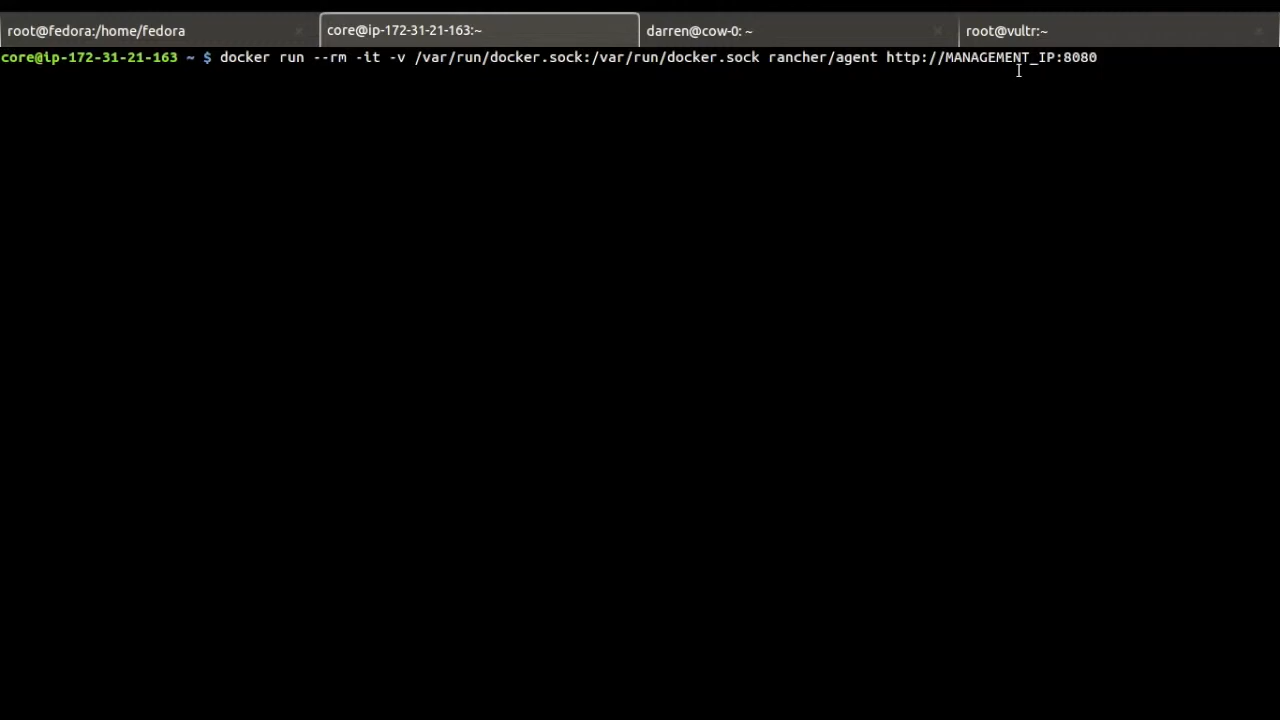 root@fedora:/home/fedora
core@ip-172-31-21-163:~
darren@cow-0: ~
root@vultr:~
core@ip-172-31-21-163 ~ $ docker run --rm -it -v /var/run/docker.sock:/var/run/docker.sock rancher/agent http://MANAGEMENT_IP:8080